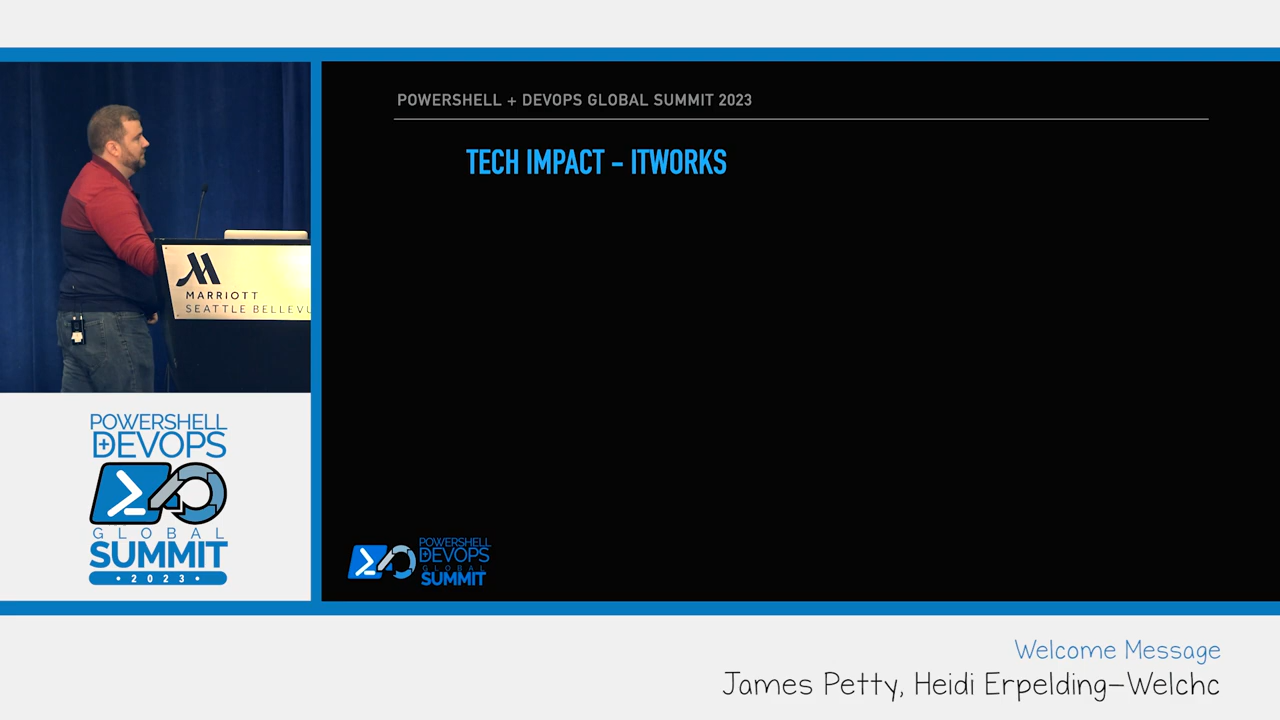 POWERSHELL + DEVOPS GLOBAL SUMMIT 2023
TECH IMPACT – ITWORKS
MARRIOTT
SEATTLE BELLEVU
POWERSHELL
+DEVOPS
GLOBAL
SUMMIT
• 2023 •
POWERSHELL
+DEVOPS
GLOBAL
SUMMIT
Welcome Message
James Petty, Heidi Erpelding-Welchc